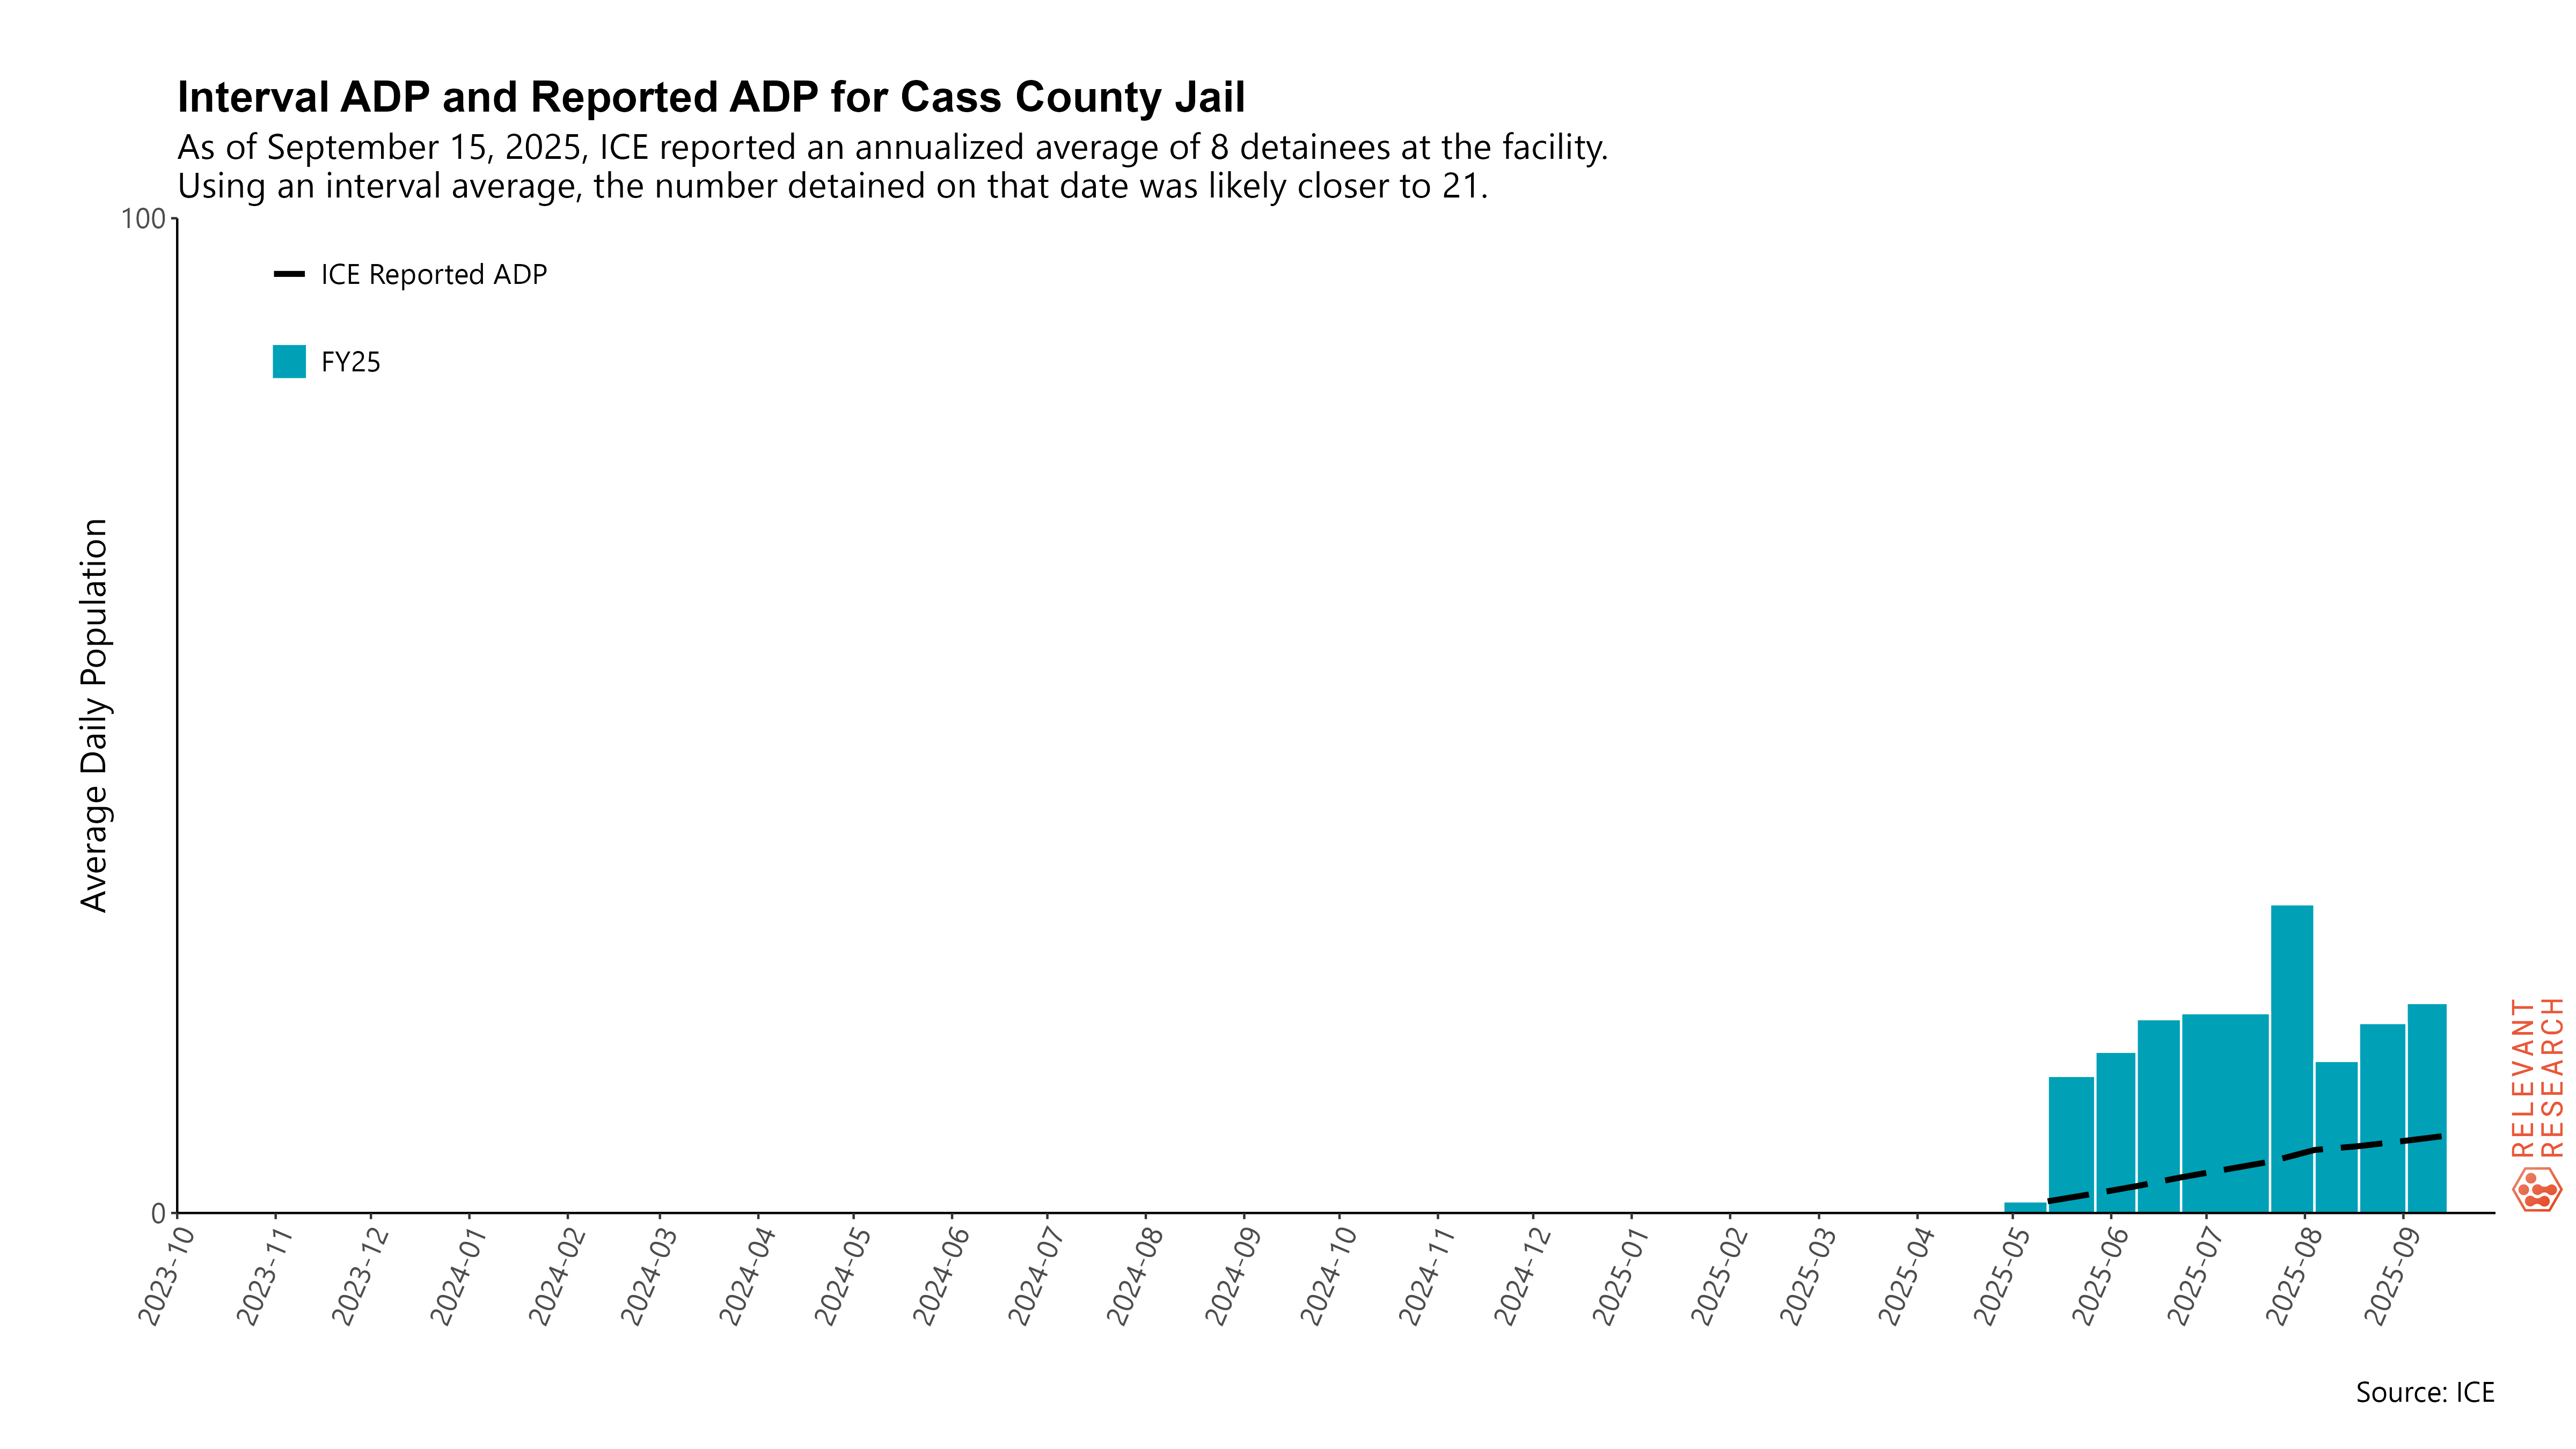 Interval ADP and Reported ADP for Cass County Jail
As of September 15, 2025, ICE reported an annualized average of 8 detainees at the facility.
Using an interval average, the number detained on that date was likely closer to 21.
100
ICE Reported ADP
FY25
Average Daily Population
0
2023-10
2023-11
2023-12
2024-01
2024-02
2024-03
2024-04
2024-05
2024-06
2024-07
2024-08
2024-09
2024-10
2024-11
2024-12
2025-01
2025-02
2025-03
2025-04
2025-05
2025-06
2025-07
2025-08
2025-09
RELEVANT
RESEARCH
Source: ICE